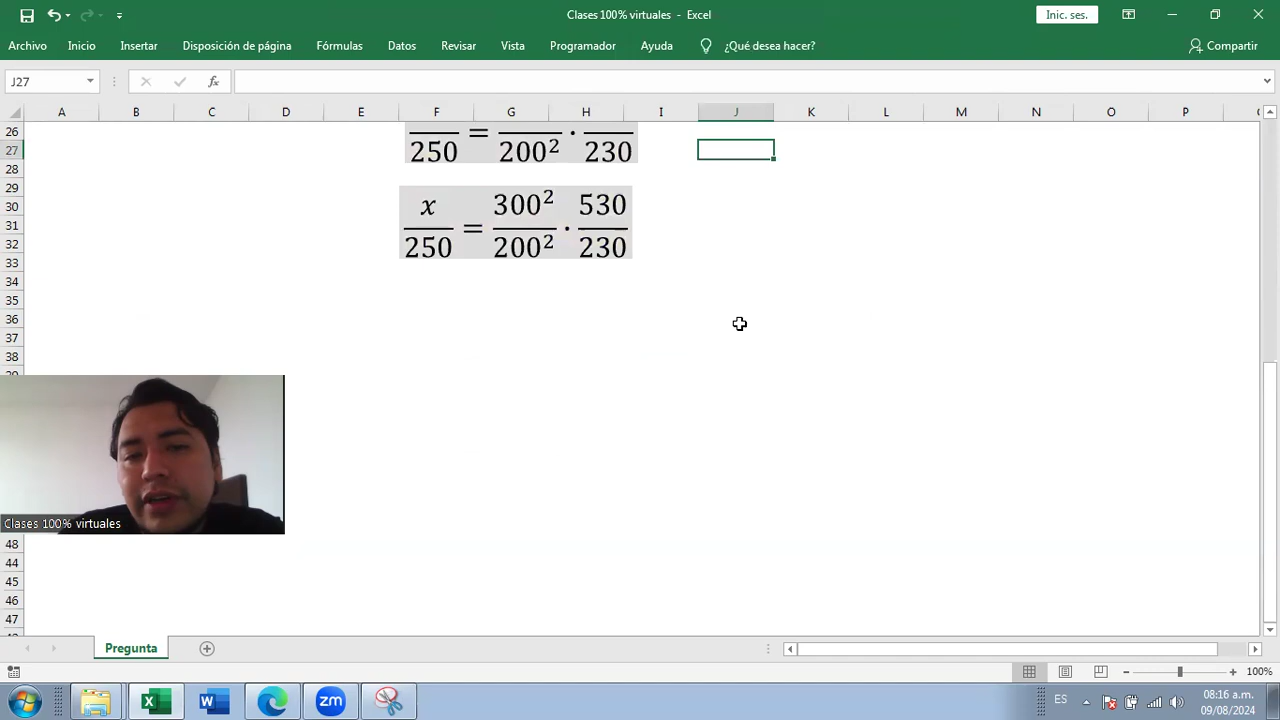 Clases 100% virtuales - Excel
Inic. ses.
Archivo Inicio Insertar Disposición de página Fórmulas Datos Revisar Vista Programador Ayuda ¿Qué desea hacer? Compartir
J27 fx
A B C D E F G H I J K L M N O P
26
27
28
29
30
31
32
33
34
35
36
37
38
48
44
45
46
47
250 = 200² · 230
x/250 = 300²/200² · 530/230
Clases 100% virtuales
Pregunta
100%
zm
ES
08:16 a.m.
09/08/2024